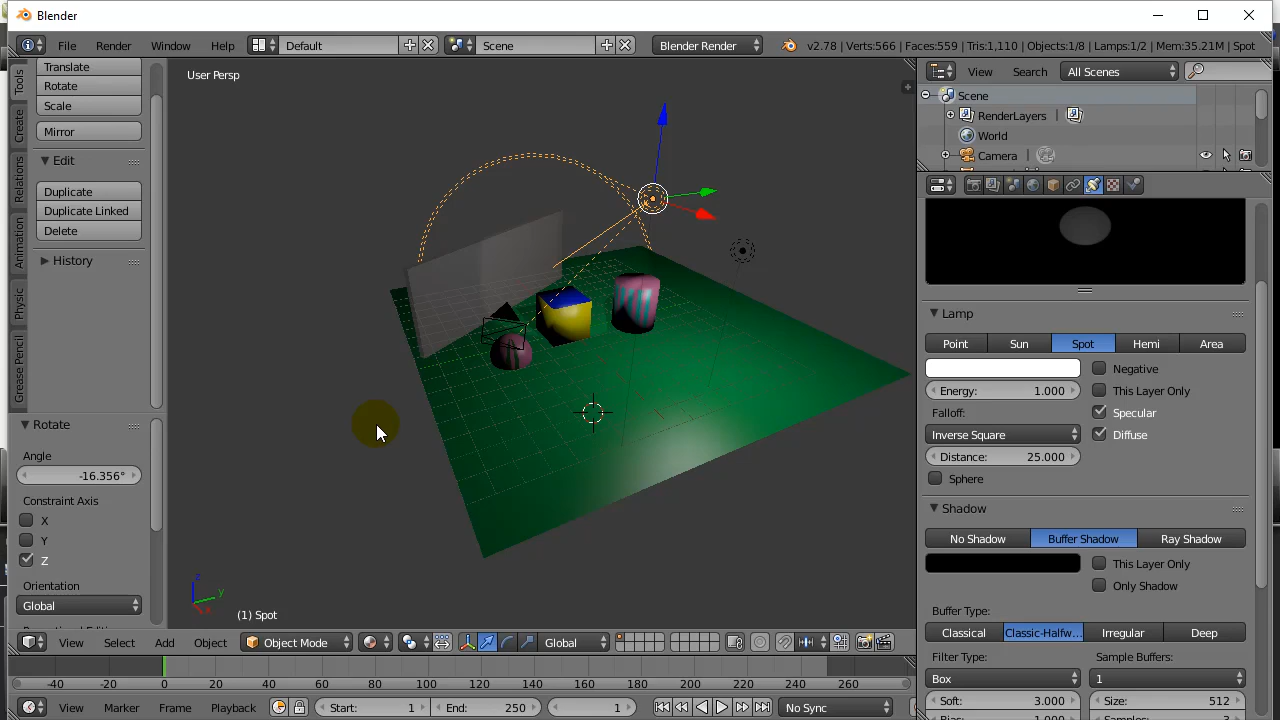 Blender
File Render Window Help Default Scene Blender Render v2.78 | Verts:566 | Faces:559 | Tris:1,110 | Objects:1/8 | Lamps:1/2 | Mem:35.21M | Spot
Tools
Create
Relations
Animation
Physic
Grease Pencil
Translate
Rotate
Scale
Mirror
Edit
Duplicate
Duplicate Linked
Delete
History
Rotate
Angle
-16.356°
Constraint Axis
X
Y
Z
Orientation
Global
User Persp
z
y
x
(1) Spot
View Select Add Object Object Mode Global
-40 -20 0 20 40 60 80 100 120 140 160 180 200 220 240 260
View Marker Frame Playback Start: 1 End: 250 1 No Sync
View Search All Scenes
Scene
RenderLayers |
World
Camera
Lamp
Point Sun Spot Hemi Area
Negative
Energy: 1.000 This Layer Only
Falloff: Specular
Inverse Square Diffuse
Distance: 25.000
Sphere
Shadow
No Shadow Buffer Shadow Ray Shadow
This Layer Only
Only Shadow
Buffer Type:
Classical Classic-Halfw... Irregular Deep
Filter Type: Sample Buffers:
Box 1
Soft: 3.000 Size: 512